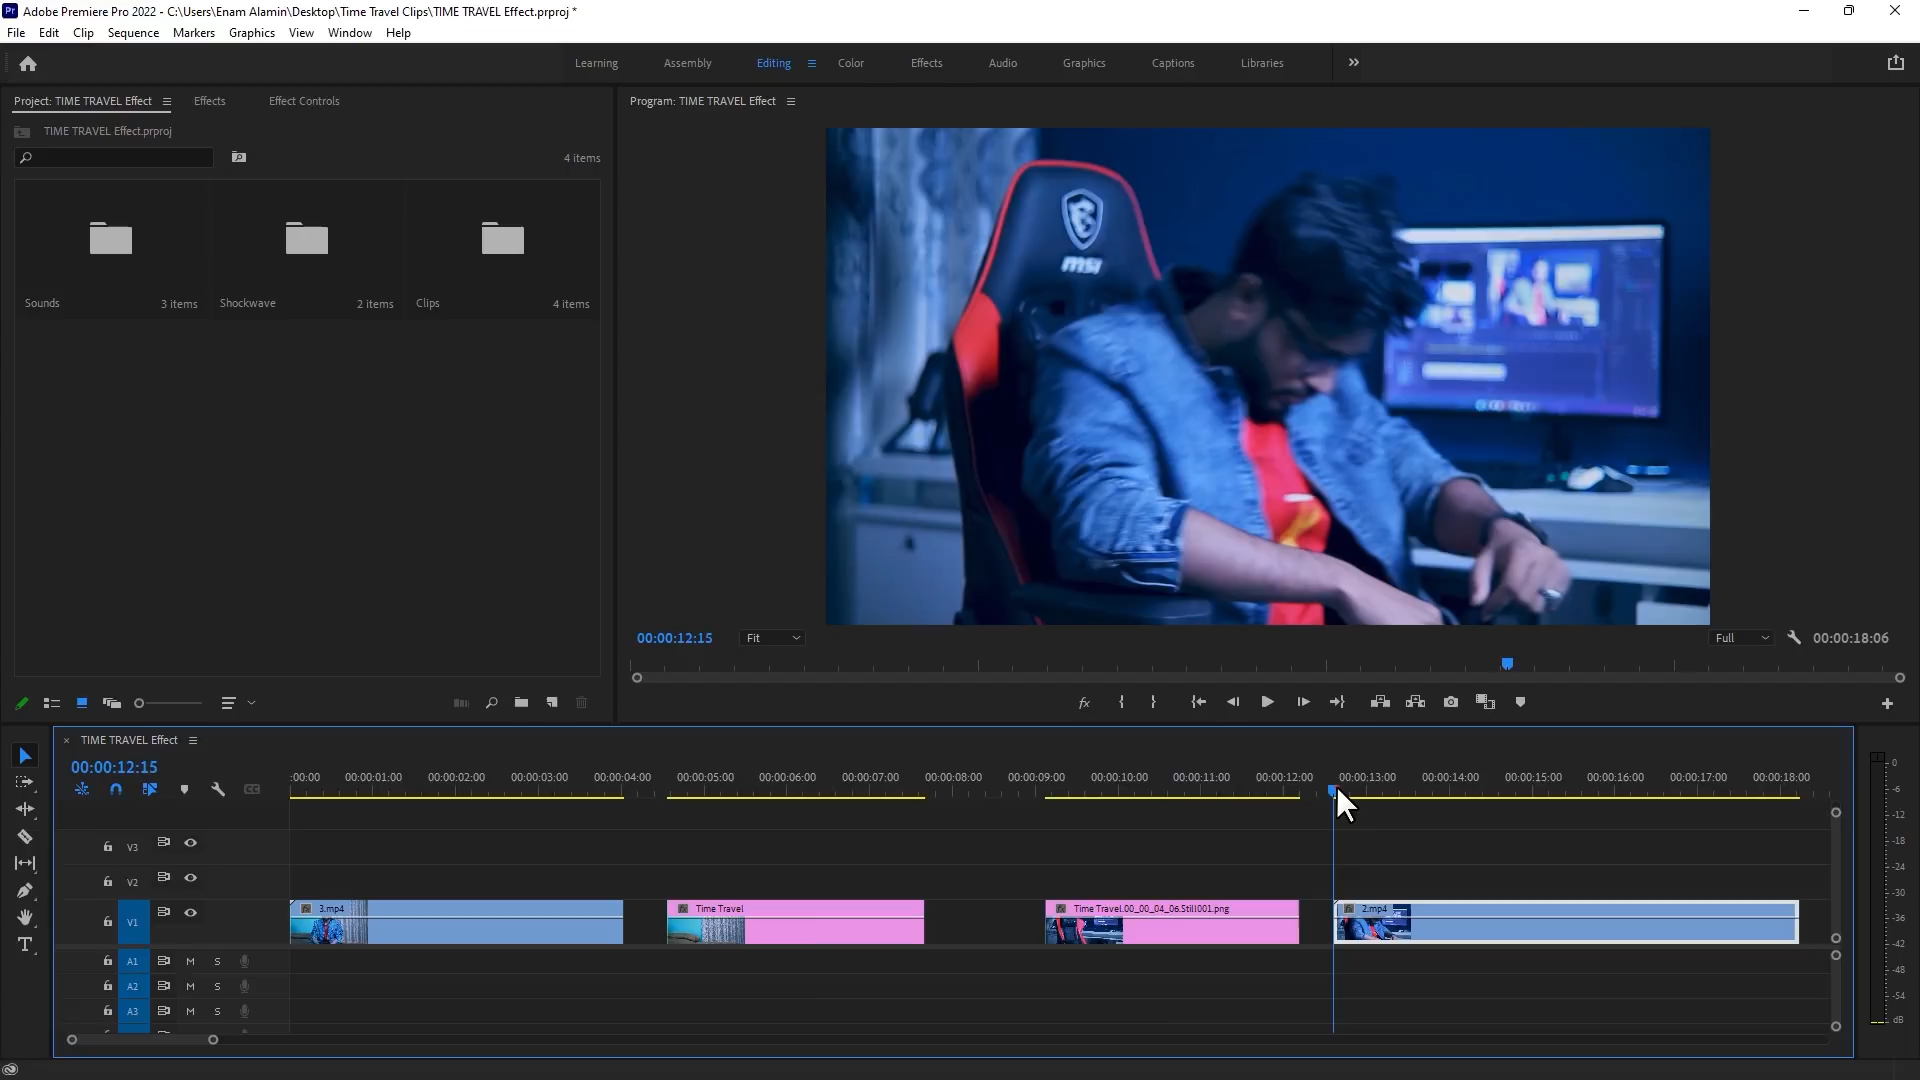 Pr Adobe Premiere Pro 2022 - C:\Users\Enam Alamin\Desktop\Time Travel Clips\TIME TRAVEL Effect.prproj *
File Edit Clip Sequence Markers Graphics View Window Help
Learning Assembly Editing Color Effects Audio Graphics Captions Libraries
Project: TIME TRAVEL Effect Effects Effect Controls
Program: TIME TRAVEL Effect
TIME TRAVEL Effect.prproj
4 items
Sounds 3 items Shockwave 2 items Clips 4 items
msi
00:00:12:15 Fit Full 00:00:18:06
fx
× TIME TRAVEL Effect
00:00:12:15
:00:00 00:00:01:00 00:00:02:00 00:00:03:00 00:00:04:00 00:00:05:00 00:00:06:00 00:00:07:00 00:00:08:00 00:00:09:00 00:00:10:00 00:00:11:00 00:00:12:00 00:00:13:00 00:00:14:00 00:00:15:00 00:00:16:00 00:00:17:00 00:00:18:00
V3
V2
V1
fx 3.mp4 fx Time Travel fx Time Travel.00_00_04_06.Still001.png fx 2.mp4
A1 M S
A2 M S
A3 M S
0
-6
-12
-18
-24
-30
-36
-42
-48
-54
dB